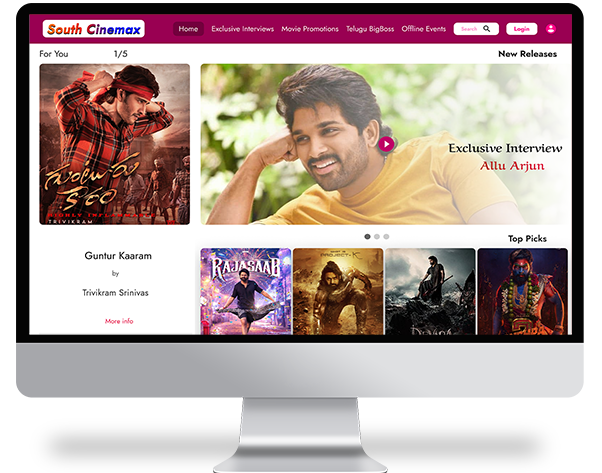 South Cinemax
Home Exclusive Interviews Movie Promotions Telugu BigBoss Offline Events Search Login
For You 1/5 New Releases
గుంటూరు
కారం
HIGHLY INFLAMMABLE
TRIVIKRAM
Exclusive Interview
Allu Arjun
Guntur Kaaram
by
Trivikram Srinivas
More info
Top Picks
RAJASAAB
PROJECT-K
DEVARA